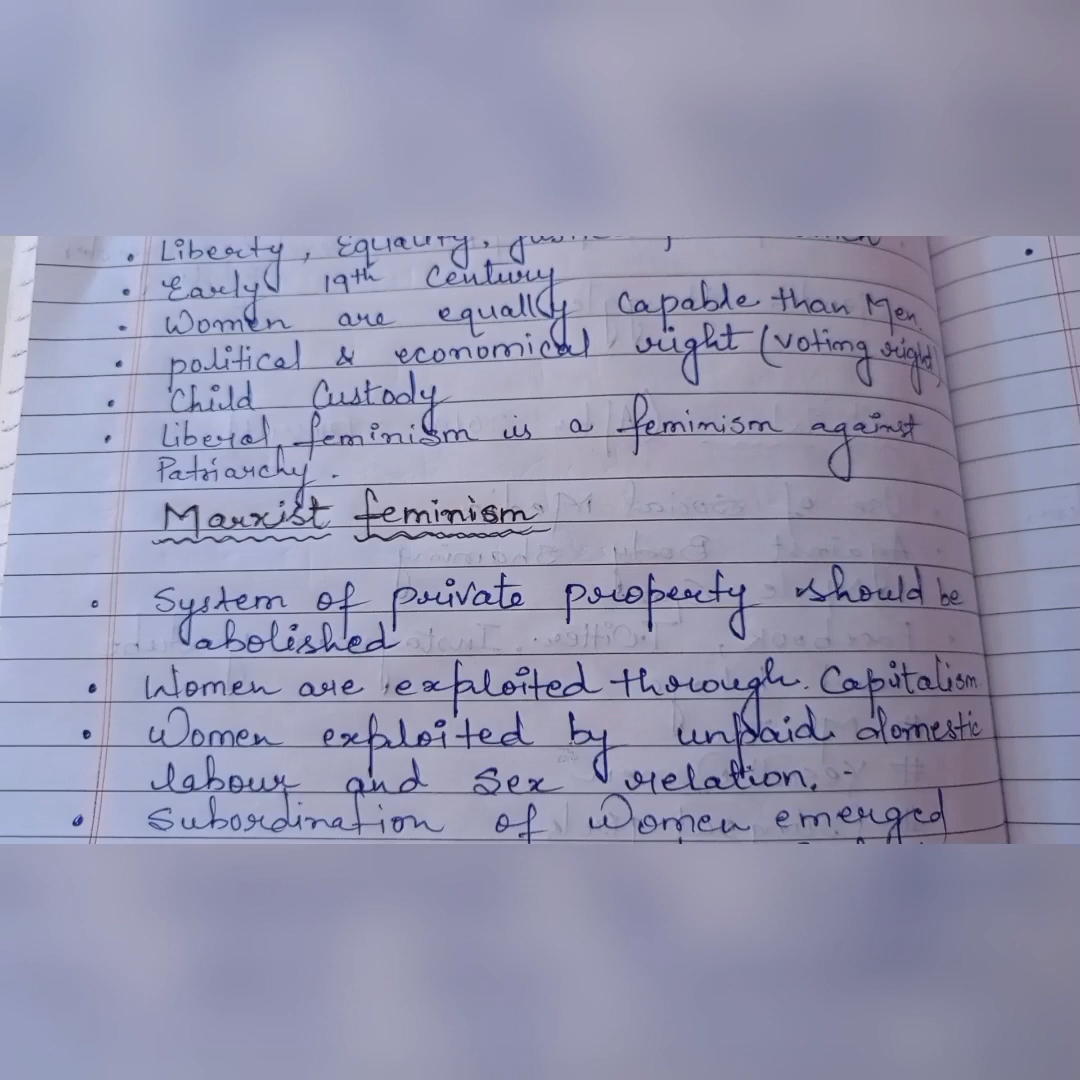 • Liberty, Equality,
• Early 19th Century
• Women are equally capable than Men.
• political & economical right (voting right)
• Child Custody
• Liberal feminism is a feminism against
Patriarchy.
Marxist feminism
• System of private property should be
abolished
• Women are exploited through Capitalism
• Women exploited by unpaid domestic
labour and sex relation.
• Subordination of Women emerged